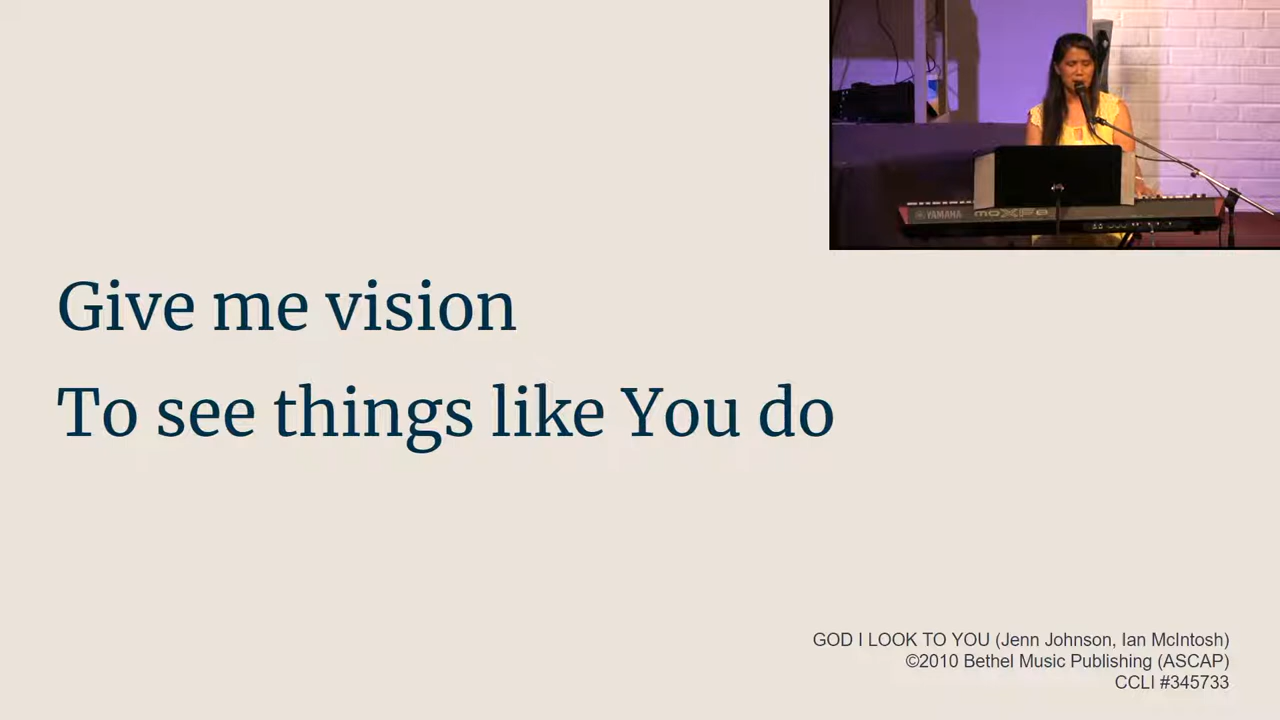 YAMAHA moXF8
Give me vision
To see things like You do
GOD I LOOK TO YOU (Jenn Johnson, Ian McIntosh)
©2010 Bethel Music Publishing (ASCAP)
CCLI #345733